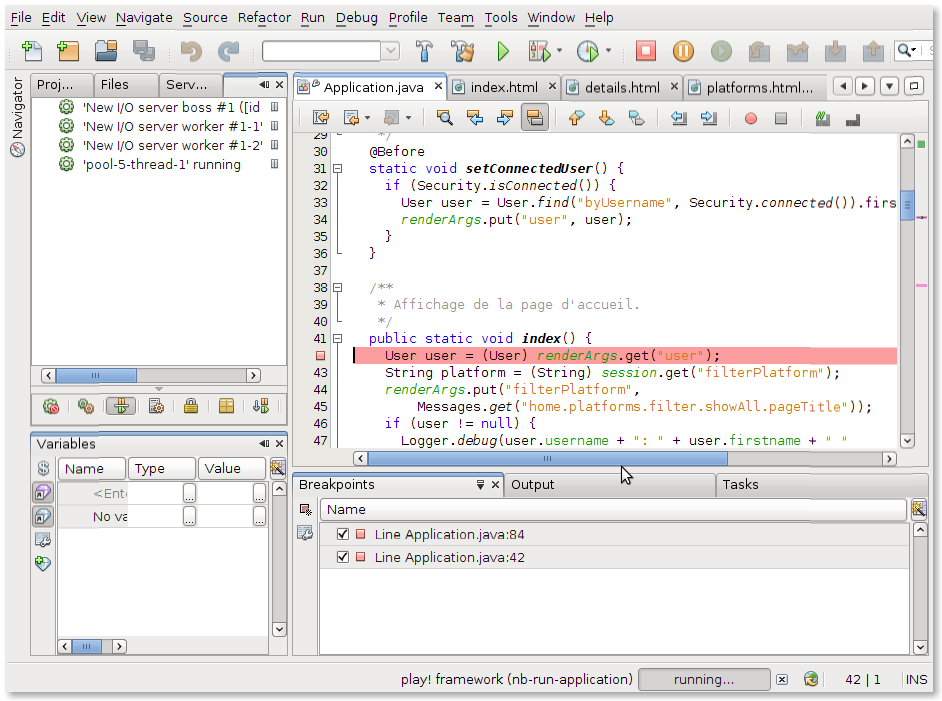 File Edit View Navigate Source Refactor Run Debug Profile Team Tools Window Help
Navigator
Proj... Files Serv...
'New I/O server boss #1 ([id
'New I/O server worker #1-1'
'New I/O server worker #1-2'
'pool-5-thread-1' running
Application.java index.html details.html platforms.html...
29 */
30 @Before
31 static void setConnectedUser() {
32 if (Security.isConnected()) {
33 User user = User.find("byUsername", Security.connected()).firs
34 renderArgs.put("user", user);
35 }
36 }
37
38 /**
39 * Affichage de la page d'accueil.
40 */
41 public static void index() {
User user = (User) renderArgs.get("user");
43 String platform = (String) session.get("filterPlatform");
44 renderArgs.put("filterPlatform",
45 Messages.get("home.platforms.filter.showAll.pageTitle"));
46 if (user != null) {
47 Logger.debug(user.username + ": " + user.firstname + " "
Variables
Name Type Value
<Ente
... ...
No va
... ...
Breakpoints Output Tasks
Name
Line Application.java:84
Line Application.java:42
play! framework (nb-run-application) running... 42 | 1 INS